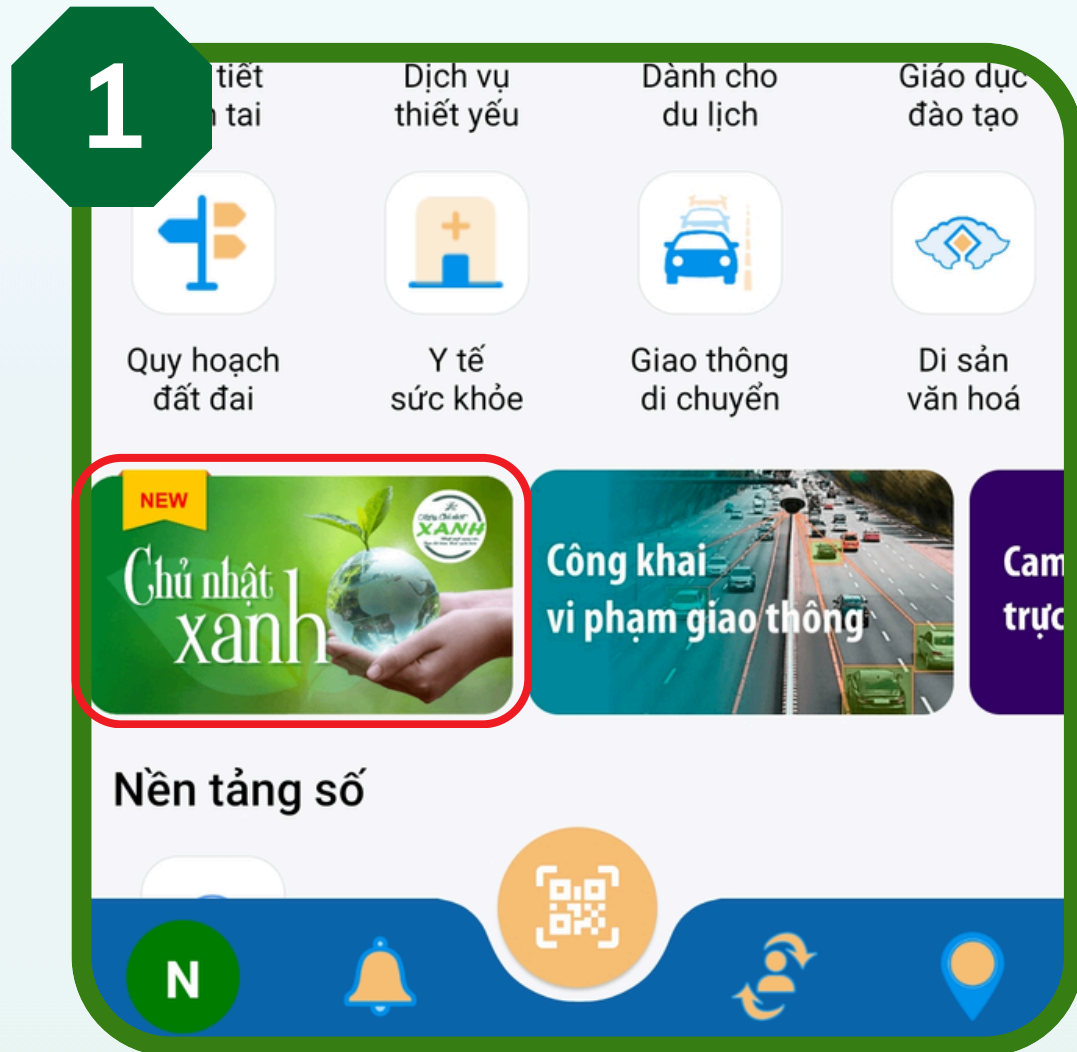 1
tiết
tai
Dịch vụ
thiết yếu
Dành cho
du lịch
Giáo dục
đào tạo
Quy hoạch
đất đai
Y tế
sức khỏe
Giao thông
di chuyển
Di sản
văn hoá
NEW
Chủ nhật
xanh
XANH
Công khai
vi phạm giao thông
Cam
trực
Nền tảng số
N